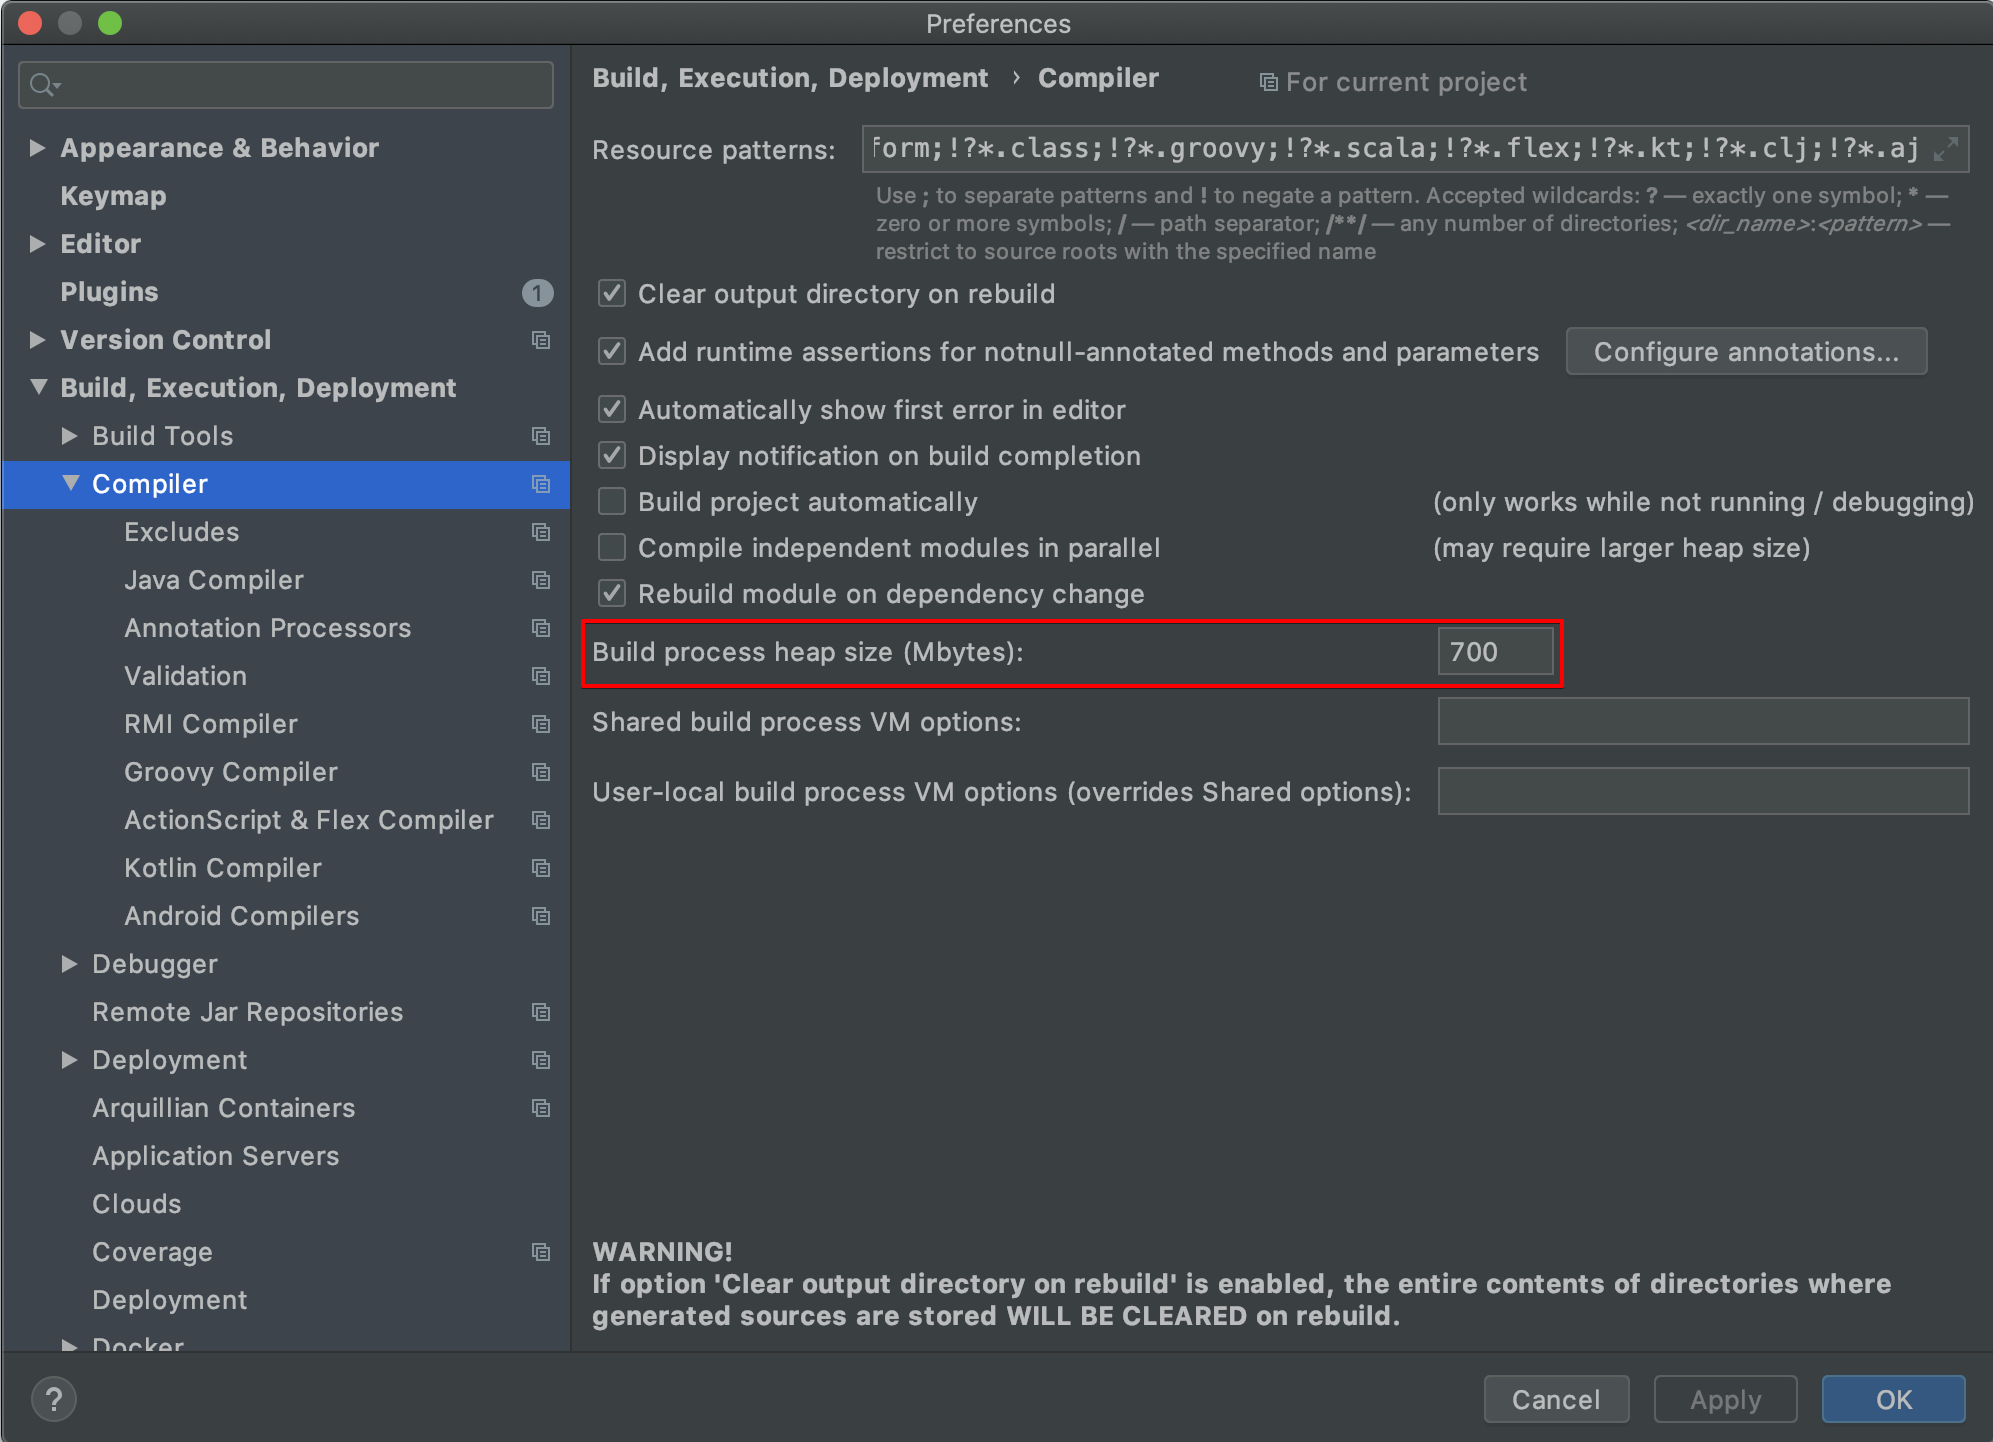 Preferences
Appearance & Behavior
Keymap
Editor
Plugins
1
Version Control
Build, Execution, Deployment
Build Tools
Compiler
Excludes
Java Compiler
Annotation Processors
Validation
RMI Compiler
Groovy Compiler
ActionScript & Flex Compiler
Kotlin Compiler
Android Compilers
Debugger
Remote Jar Repositories
Deployment
Arquillian Containers
Application Servers
Clouds
Coverage
Deployment
Docker
Build, Execution, Deployment › Compiler
For current project
Resource patterns: form;!?*.class;!?*.groovy;!?*.scala;!?*.flex;!?*.kt;!?*.clj;!?*.aj
Use ; to separate patterns and ! to negate a pattern. Accepted wildcards: ? — exactly one symbol; * —
zero or more symbols; / — path separator; /**/ — any number of directories; <dir_name>:<pattern> —
restrict to source roots with the specified name
Clear output directory on rebuild
Add runtime assertions for notnull-annotated methods and parameters
Configure annotations...
Automatically show first error in editor
Display notification on build completion
Build project automatically (only works while not running / debugging)
Compile independent modules in parallel (may require larger heap size)
Rebuild module on dependency change
Build process heap size (Mbytes): 700
Shared build process VM options:
User-local build process VM options (overrides Shared options):
WARNING!
If option 'Clear output directory on rebuild' is enabled, the entire contents of directories where
generated sources are stored WILL BE CLEARED on rebuild.
?
Cancel
Apply
OK